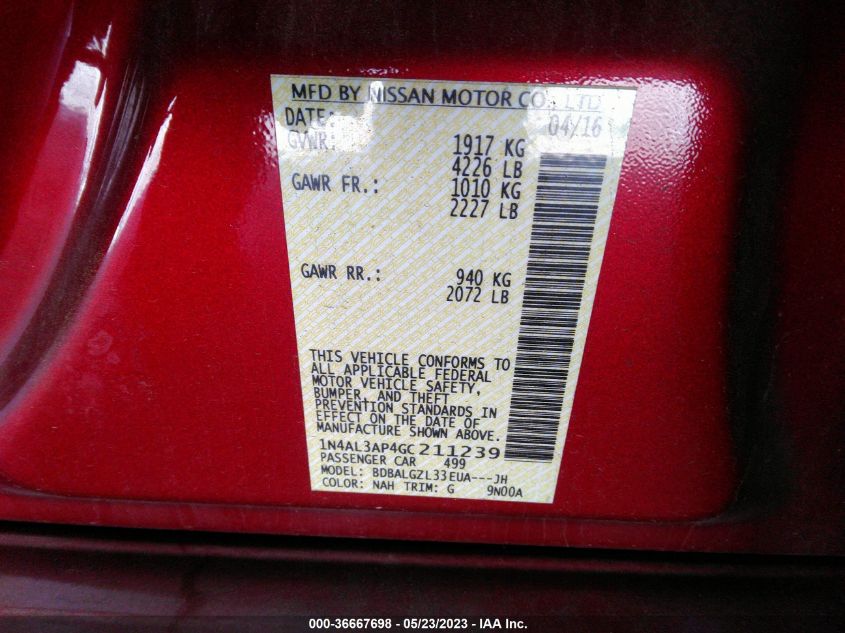 MFD BY NISSAN MOTOR CO., LTD.
DATE: 04/16
GVWR: 1917 KG
4226 LB
GAWR FR.: 1010 KG
2227 LB
GAWR RR.: 940 KG
2072 LB
THIS VEHICLE CONFORMS TO
ALL APPLICABLE FEDERAL
MOTOR VEHICLE SAFETY,
BUMPER, AND THEFT
PREVENTION STANDARDS IN
EFFECT ON THE DATE OF
MANUFACTURE SHOWN ABOVE.
1N4AL3AP4GC211239
PASSENGER CAR 499
MODEL: BDBALGZL33EUA---JH
COLOR: NAH TRIM: G 9N00A
000-36667698 - 05/23/2023 - IAA Inc.